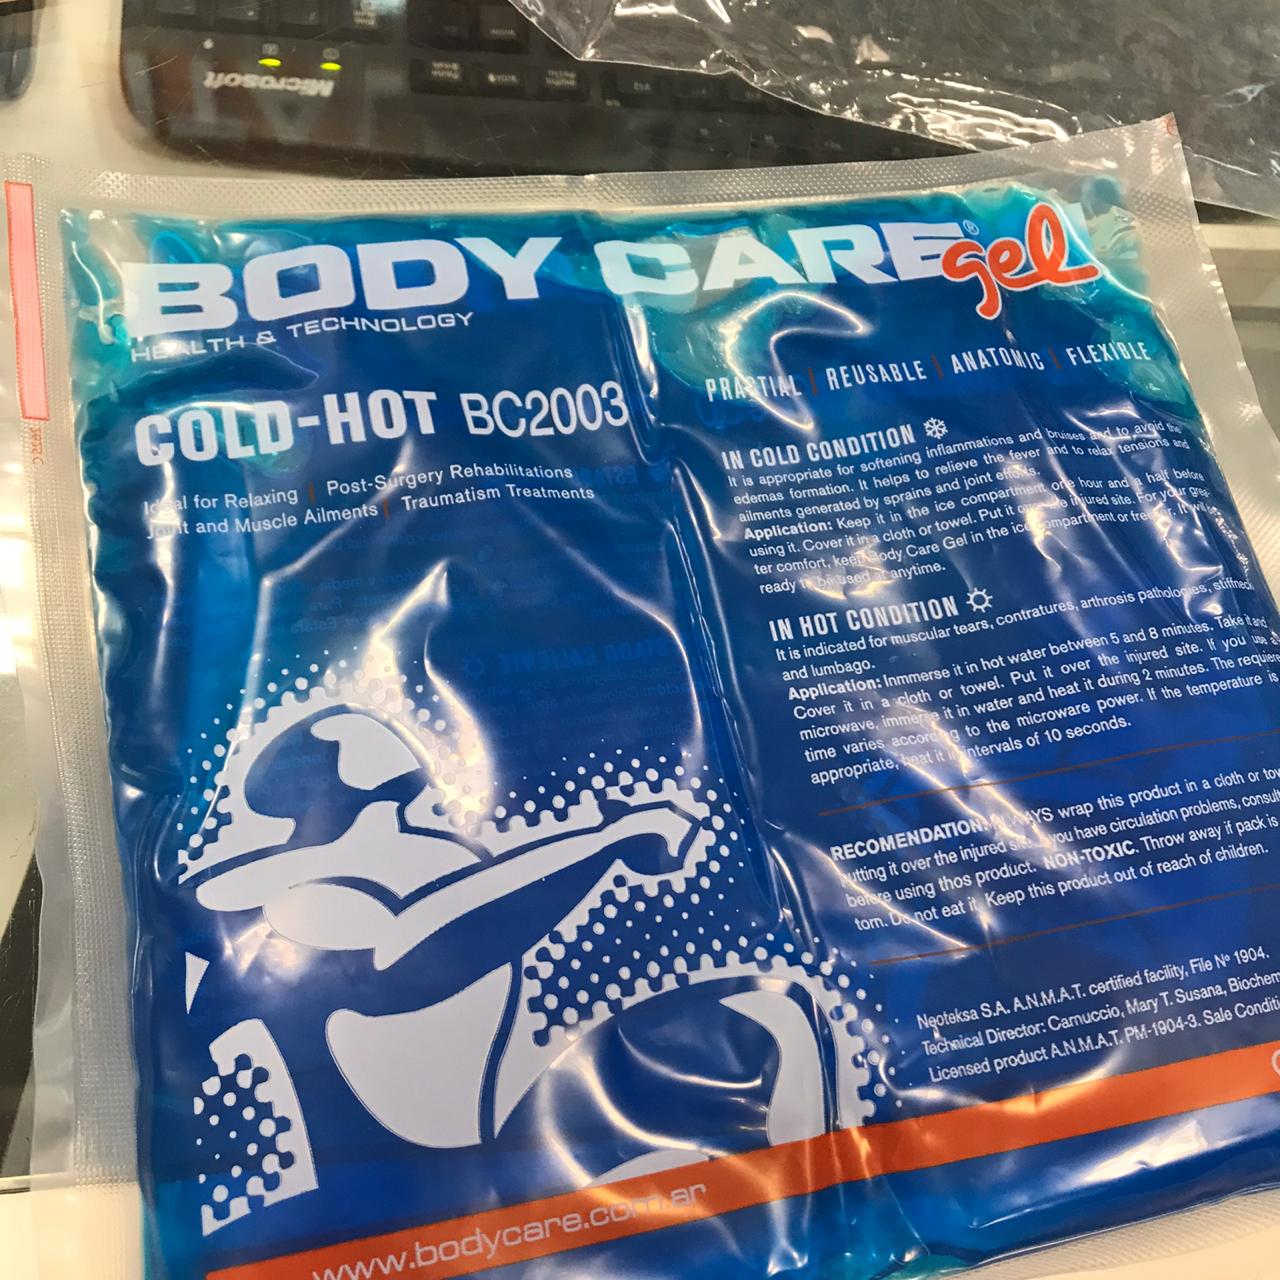 Microsoft
BODY CARE® gel
HEALTH & TECHNOLOGY
COLD-HOT BC2003
Ideal for Relaxing | Post-Surgery Rehabilitations
Joint and Muscle Ailments | Traumatism Treatments
PRACTIAL | REUSABLE | ANATOMIC | FLEXIBLE
IN COLD CONDITION
It is appropriate for softening inflammations and bruises and to avoid the
edemas formation. It helps to relieve the fever and to relax tensions and
ailments generated by sprains and joint effects.
Application: Keep it in the ice compartment one hour and a half before
using it. Cover it in a cloth or towel. Put it over the injured site. For your grea-
ter comfort, keep Body Care Gel in the ice compartment or freezer. It will
ready to be used at anytime.
IN HOT CONDITION
It is indicated for muscular tears, contratures, arthrosis pathologies, stiffneck
and lumbago.
Application: Inmmerse it in hot water between 5 and 8 minutes. Take it and
Cover it in a cloth or towel. Put it over the injured site. If you use a
microwave, immerse it in water and heat it during 2 minutes. The require
time varies according to the microware power. If the temperature is
appropriate, heat it in intervals of 10 seconds.
RECOMENDATION: ALWAYS wrap this product in a cloth or tow
putting it over the injured site. If you have circulation problems, consult
before using thos product. NON-TOXIC. Throw away if pack is
torn. Do not eat it. Keep this product out of reach of children.
Neoteksa S.A. A.N.M.A.T. certified facility, File Nº 1904.
Technical Director: Carnuccio, Mary T. Susana, Biochem
Licensed product A.N.M.A.T. PM-1904-3. Sale Conditi
www.bodycare.com.ar